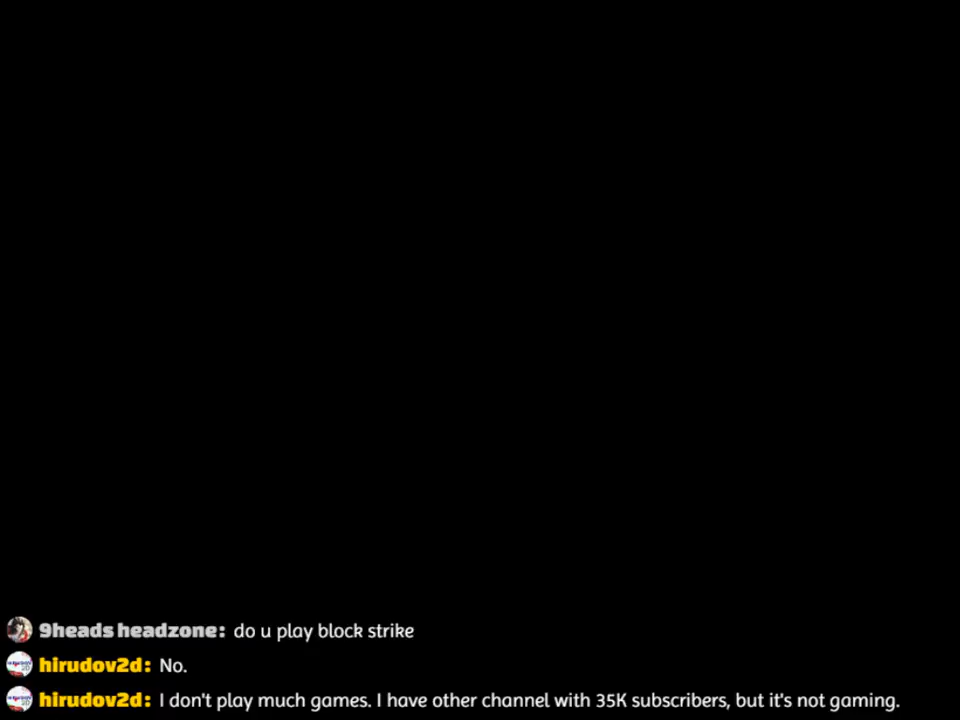 9heads headzone: do u play block strike
hirudov2d: No.
hirudov2d: I don't play much games. I have other channel with 35K subscribers, but it's not gaming.